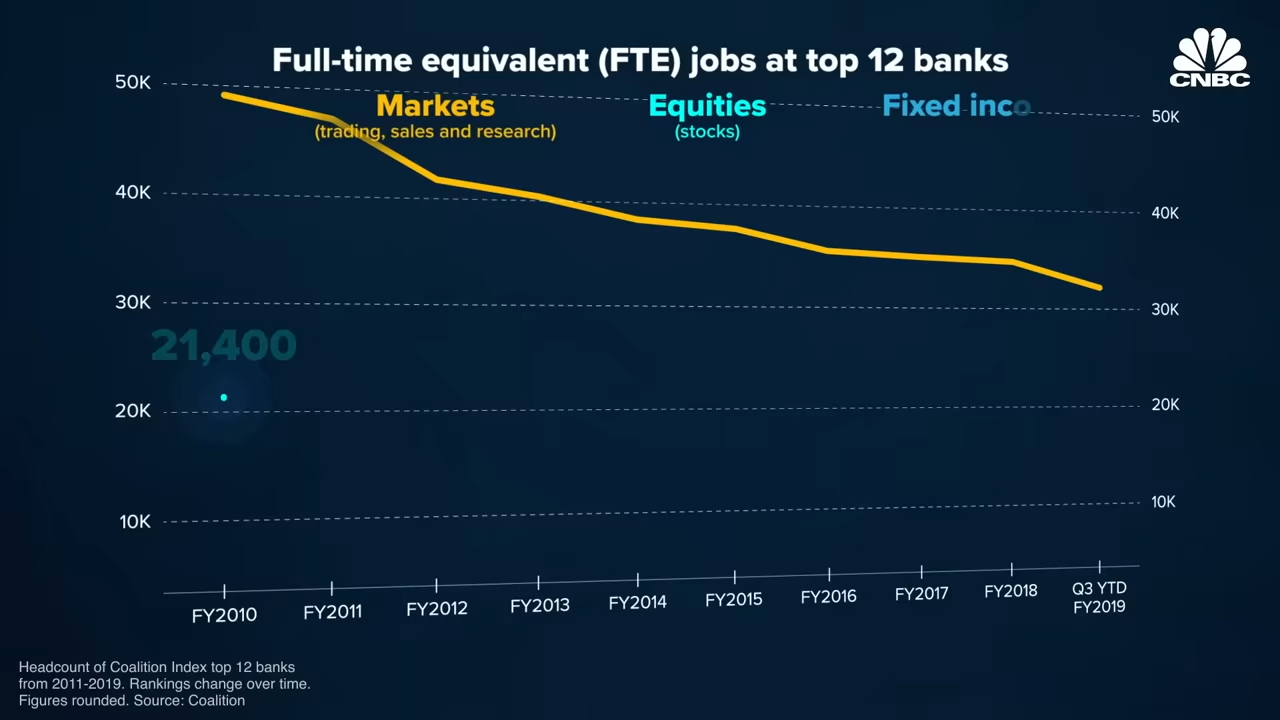 Full-time equivalent (FTE) jobs at top 12 banks
CNBC
Markets
(trading, sales and research)
Equities
(stocks)
Fixed inco
50K
40K
30K
20K
10K
50K
40K
30K
20K
10K
21,400
FY2010
FY2011
FY2012
FY2013
FY2014
FY2015
FY2016
FY2017
FY2018
Q3 YTD
FY2019
Headcount of Coalition Index top 12 banks
from 2011-2019. Rankings change over time.
Figures rounded. Source: Coalition